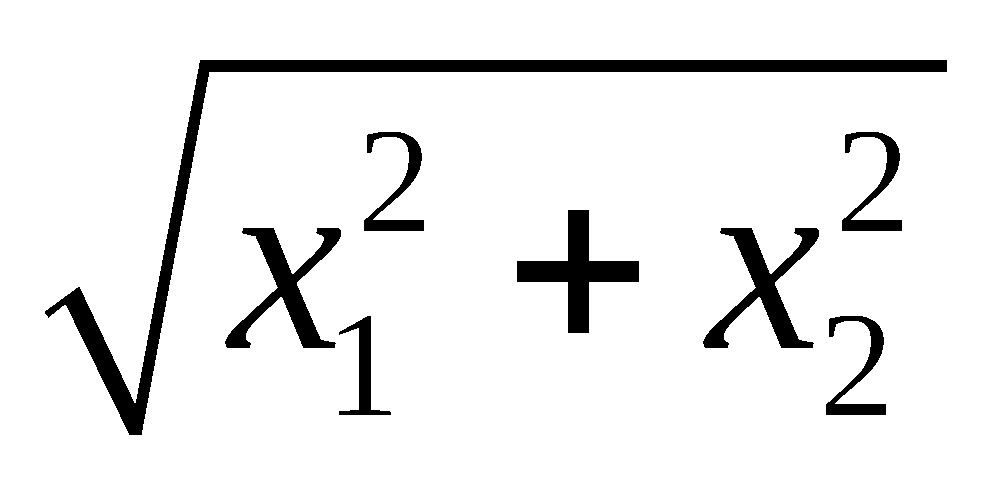 √(x₁² + x₂²)